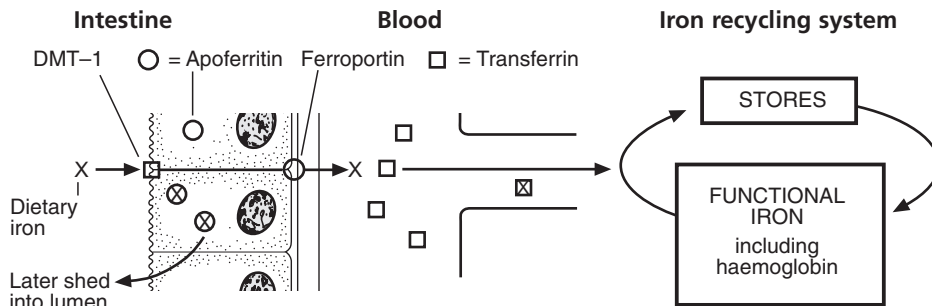 Intestine
Blood
Iron recycling system
DMT–1
= Apoferritin
Ferroportin
= Transferrin
STORES
X
X
Dietary
iron
FUNCTIONAL
IRON
including
haemoglobin
X
X
X
Later shed
into lumen